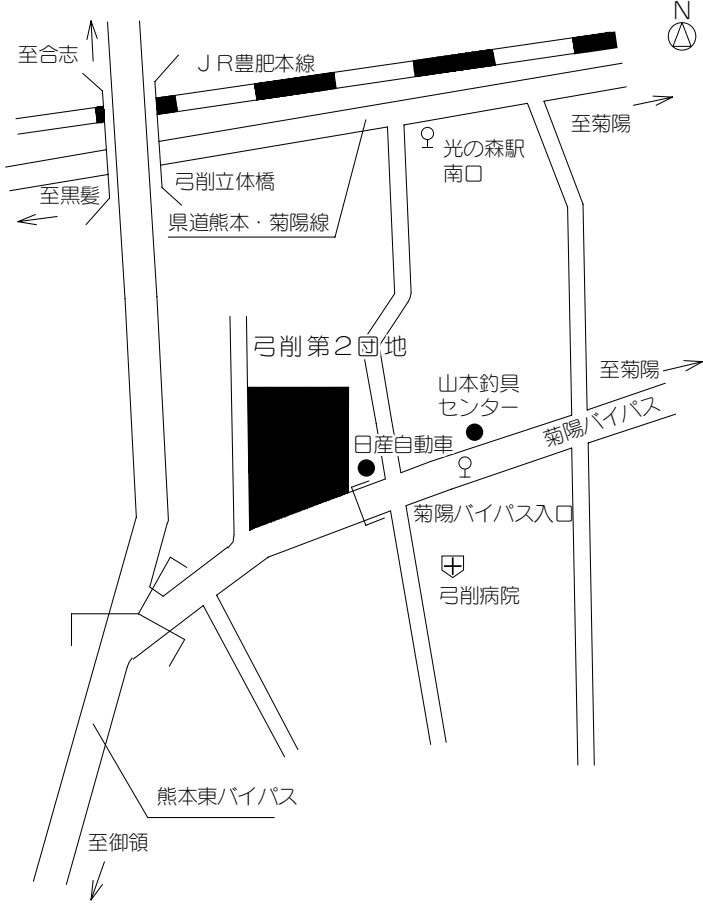 N
至合志
ＪＲ豊肥本線
至菊陽
光の森駅
南口
弓削立体橋
至黒髪
県道熊本・菊陽線
弓削第２団地
至菊陽
山本釣具
センター
菊陽バイパス
日産自動車
菊陽バイパス入口
弓削病院
熊本東バイパス
至御領